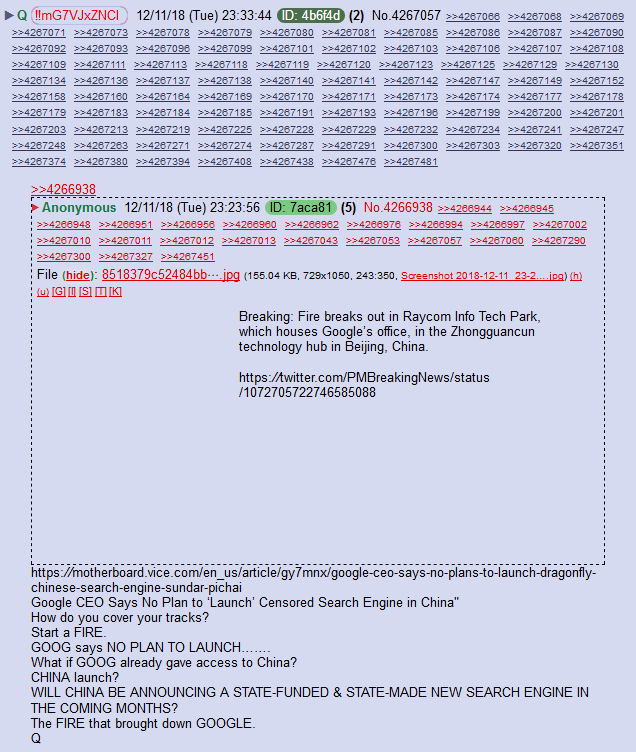 ▶ Q !!mG7VJxZNCI 12/11/18 (Tue) 23:33:44 ID: 4b6f4d (2) No.4267057 >>4267066 >>4267068 >>4267069
>>4267071 >>4267073 >>4267078 >>4267079 >>4267080 >>4267081 >>4267085 >>4267086 >>4267087 >>4267090
>>4267092 >>4267093 >>4267096 >>4267099 >>4267101 >>4267102 >>4267103 >>4267106 >>4267107 >>4267108
>>4267109 >>4267111 >>4267113 >>4267118 >>4267119 >>4267120 >>4267123 >>4267125 >>4267129 >>4267130
>>4267134 >>4267136 >>4267137 >>4267138 >>4267140 >>4267141 >>4267142 >>4267147 >>4267149 >>4267152
>>4267158 >>4267160 >>4267164 >>4267169 >>4267170 >>4267171 >>4267173 >>4267174 >>4267177 >>4267178
>>4267179 >>4267183 >>4267184 >>4267185 >>4267191 >>4267193 >>4267196 >>4267199 >>4267200 >>4267201
>>4267203 >>4267213 >>4267219 >>4267225 >>4267228 >>4267229 >>4267232 >>4267234 >>4267241 >>4267247
>>4267248 >>4267263 >>4267271 >>4267274 >>4267287 >>4267291 >>4267300 >>4267303 >>4267320 >>4267351
>>4267374 >>4267380 >>4267394 >>4267408 >>4267438 >>4267476 >>4267481
>>4266938
▶ Anonymous 12/11/18 (Tue) 23:23:56 ID: 7aca81 (5) No.4266938 >>4266944 >>4266945
>>4266948 >>4266951 >>4266956 >>4266960 >>4266962 >>4266976 >>4266994 >>4266997 >>4267002
>>4267010 >>4267011 >>4267012 >>4267013 >>4267043 >>4267053 >>4267057 >>4267060 >>4267290
>>4267300 >>4267327 >>4267451
File (hide): 8518379c52484bb⋯.jpg (155.04 KB, 729x1050, 243:350, Screenshot 2018-12-11_23-2….jpg) (h)
(u) [G] [I] [S] [T] [K]
Breaking: Fire breaks out in Raycom Info Tech Park,
which houses Google's office, in the Zhongguancun
technology hub in Beijing, China.
https://twitter.com/PMBreakingNews/status
/1072705722746585088
https://motherboard.vice.com/en_us/article/gy7mnx/google-ceo-says-no-plans-to-launch-dragonfly-
chinese-search-engine-sundar-pichai
Google CEO Says No Plan to ‘Launch’ Censored Search Engine in China"
How do you cover your tracks?
Start a FIRE.
GOOG says NO PLAN TO LAUNCH…….
What if GOOG already gave access to China?
CHINA launch?
WILL CHINA BE ANNOUNCING A STATE-FUNDED & STATE-MADE NEW SEARCH ENGINE IN
THE COMING MONTHS?
The FIRE that brought down GOOGLE.
Q